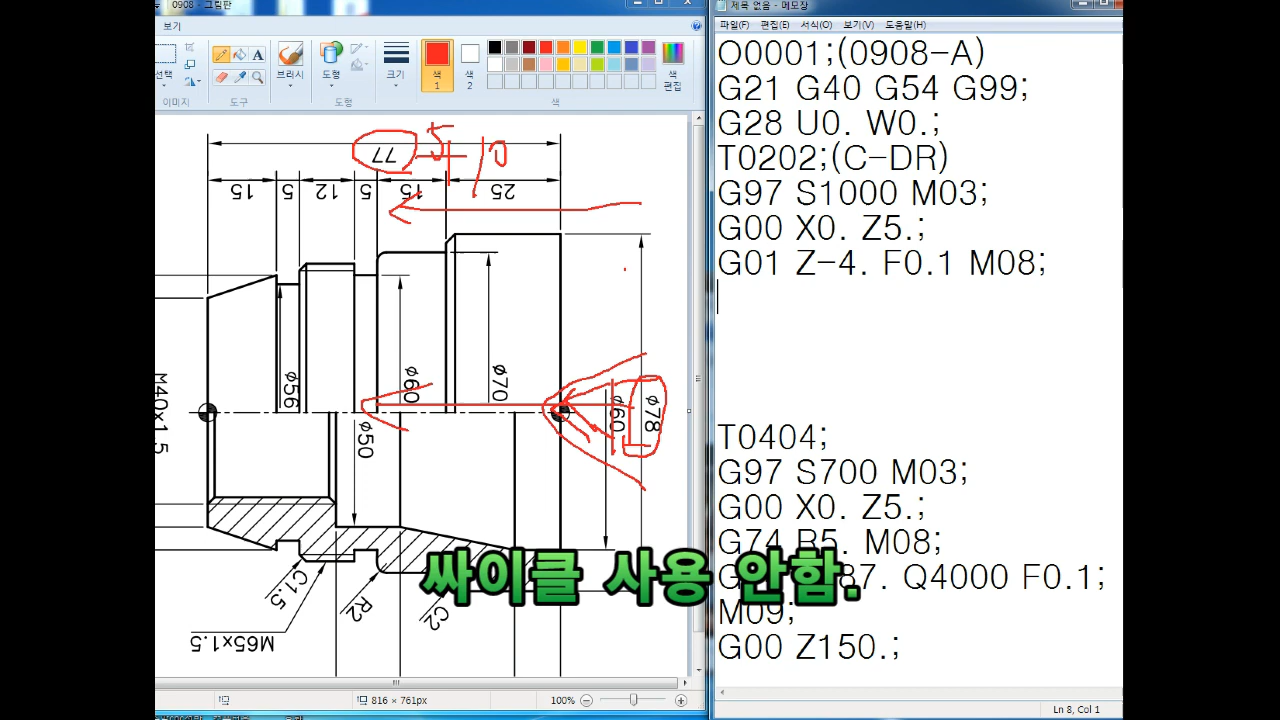 0908 - 그림판
보기
선택
브러시
도형
크기
색 1
색 2
색 편집
이미지
도구
도형
색
77
5
10
15
5
12
5
15
25
M40x1.5
ø56
ø50
ø60
ø70
ø60
ø78
C1.5
R2
C2
M65x1.5
816 × 761px
100%
제목 없음 - 메모장
파일(F) 편집(E) 서식(O) 보기(V) 도움말(H)
O0001;(0908-A)
G21 G40 G54 G99;
G28 U0. W0.;
T0202;(C-DR)
G97 S1000 M03;
G00 X0. Z5.;
G01 Z-4. F0.1 M08;
T0404;
G97 S700 M03;
G00 X0. Z5.;
G74 R5. M08;
87. Q4000 F0.1;
M09;
G00 Z150.;
Ln 8, Col 1
싸이클 사용 안함.